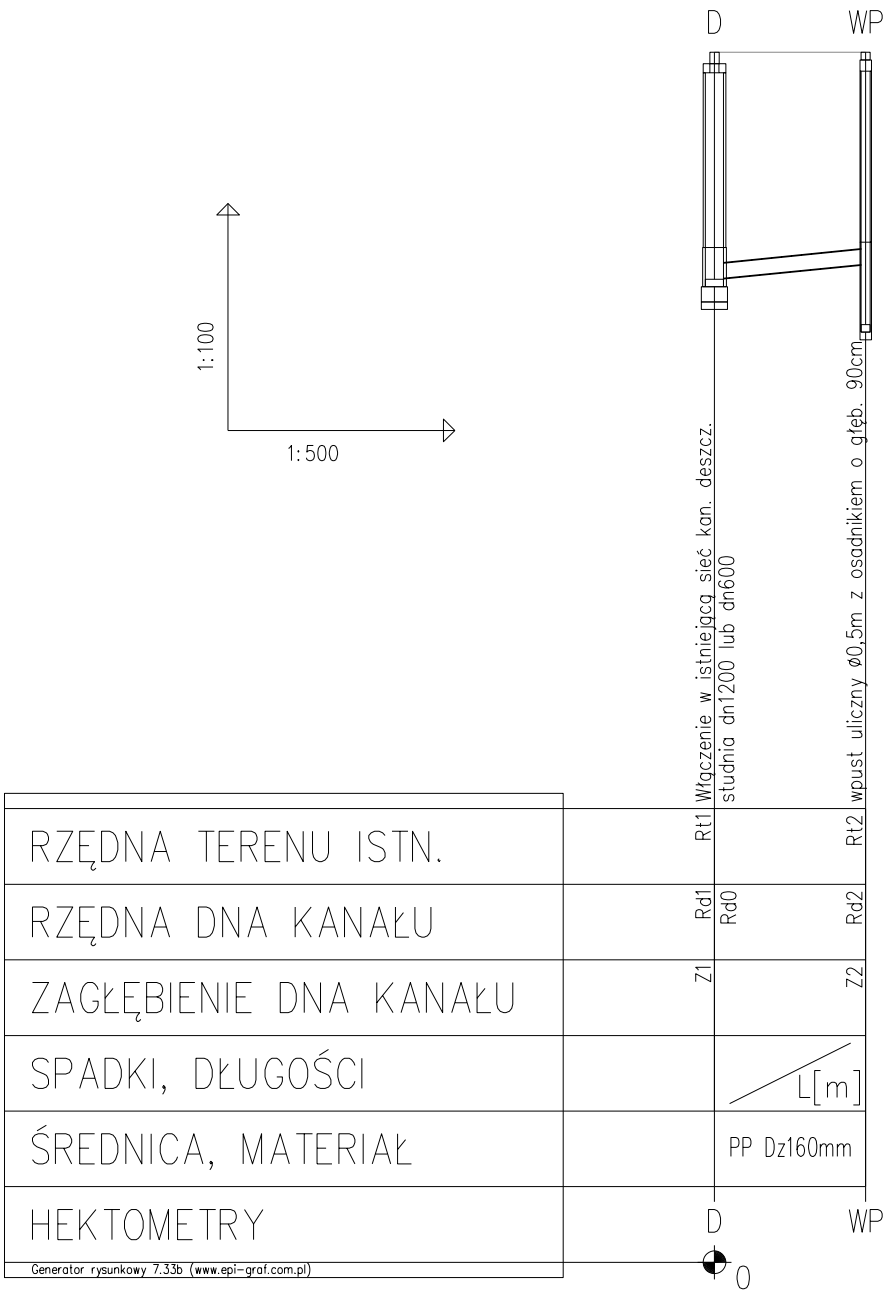 D WP
1:100
1:500
Włączenie w istniejącą sieć kan. deszcz.
studnia dn1200 lub dn600
wpust uliczny ø0,5m z osadnikiem o głęb. 90cm
RZĘDNA TERENU ISTN. Rt1 Rt2
RZĘDNA DNA KANAŁU Rd1 Rd0 Rd2
ZAGŁĘBIENIE DNA KANAŁU Z1 Z2
SPADKI, DŁUGOŚCI L[m]
ŚREDNICA, MATERIAŁ PP Dz160mm
HEKTOMETRY D WP
Generator rysunkowy 7.33b (www.epi-graf.com.pl)
0